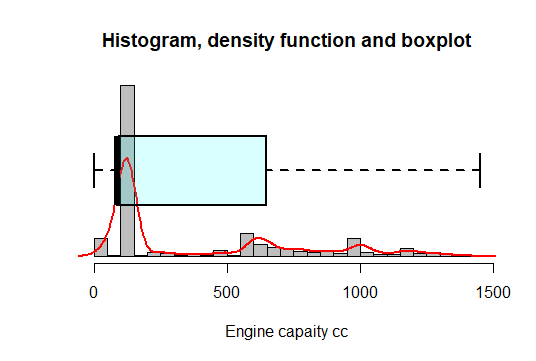 Histogram, density function and boxplot
0 500 1000 1500
Engine capaity cc